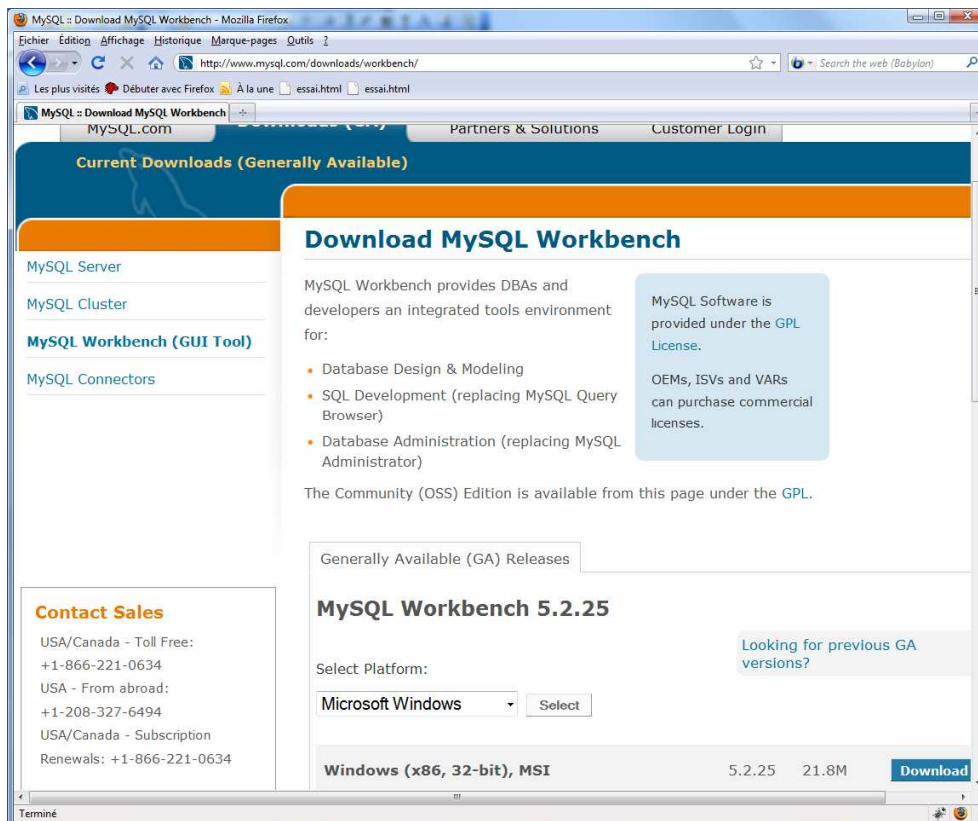 MySQL :: Download MySQL Workbench - Mozilla Firefox
Fichier Édition Affichage Historique Marque-pages Outils ?
http://www.mysql.com/downloads/workbench/
Search the web (Babylon)
Les plus visités Débuter avec Firefox À la une essai.html essai.html
MySQL :: Download MySQL Workbench
MySQL.com Downloads (GA) Partners & Solutions Customer Login
Current Downloads (Generally Available)
MySQL Server
MySQL Cluster
MySQL Workbench (GUI Tool)
MySQL Connectors
Download MySQL Workbench
MySQL Workbench provides DBAs and
developers an integrated tools environment
for:
• Database Design & Modeling
• SQL Development (replacing MySQL Query
Browser)
• Database Administration (replacing MySQL
Administrator)
MySQL Software is
provided under the GPL
License.
OEMs, ISVs and VARs
can purchase commercial
licenses.
The Community (OSS) Edition is available from this page under the GPL.
Generally Available (GA) Releases
MySQL Workbench 5.2.25
Looking for previous GA
versions?
Select Platform:
Microsoft Windows Select
Windows (x86, 32-bit), MSI 5.2.25 21.8M Download
Contact Sales
USA/Canada - Toll Free:
+1-866-221-0634
USA - From abroad:
+1-208-327-6494
USA/Canada - Subscription
Renewals: +1-866-221-0634
Terminé